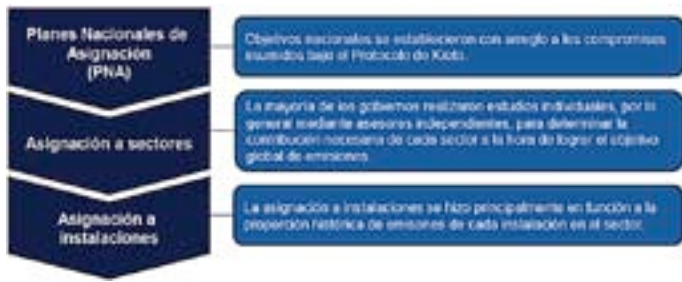 Planes Nacionales de
Asignación
(PNA)
Objetivos nacionales se establecieron con arreglo a los compromisos
asumidos bajo el Protocolo de Kioto.
Asignación a sectores
La mayoría de los gobiernos realizaron estudios individuales, por lo
general mediante asesores independientes, para determinar la
contribución necesaria de cada sector a la hora de lograr el objetivo
global de emisiones
Asignación a
instalaciones
La asignación a instalaciones se hizo principalmente en función a la
proporción histórica de emisiones de cada instalación en el sector.